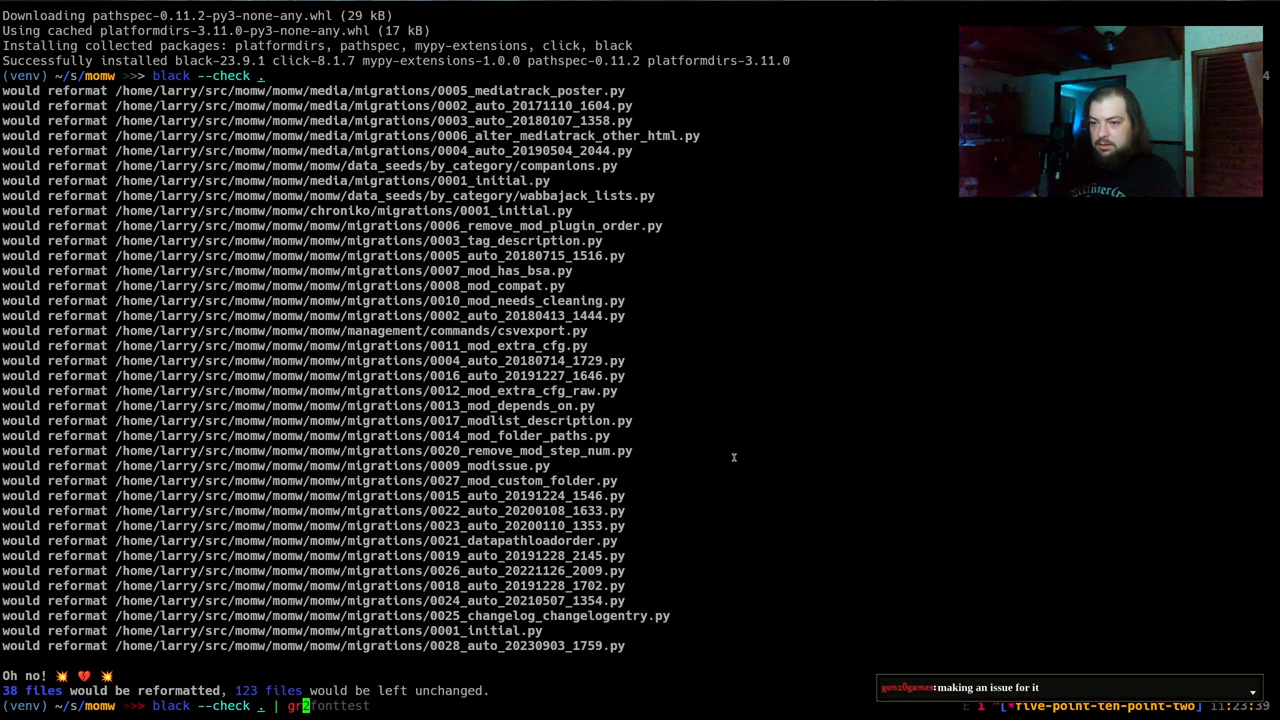 Downloading pathspec-0.11.2-py3-none-any.whl (29 kB)
Using cached platformdirs-3.11.0-py3-none-any.whl (17 kB)
Installing collected packages: platformdirs, pathspec, mypy-extensions, click, black
Successfully installed black-23.9.1 click-8.1.7 mypy-extensions-1.0.0 pathspec-0.11.2 platformdirs-3.11.0
(venv) ~/s/momw >>> black --check .
4
would reformat /home/larry/src/momw/momw/media/migrations/0005_mediatrack_poster.py
would reformat /home/larry/src/momw/momw/media/migrations/0002_auto_20171110_1604.py
would reformat /home/larry/src/momw/momw/media/migrations/0003_auto_20180107_1358.py
would reformat /home/larry/src/momw/momw/media/migrations/0006_alter_mediatrack_other_html.py
would reformat /home/larry/src/momw/momw/media/migrations/0004_auto_20190504_2044.py
would reformat /home/larry/src/momw/momw/momw/data_seeds/by_category/companions.py
would reformat /home/larry/src/momw/momw/media/migrations/0001_initial.py
would reformat /home/larry/src/momw/momw/momw/data_seeds/by_category/wabbajack_lists.py
would reformat /home/larry/src/momw/momw/chroniko/migrations/0001_initial.py
would reformat /home/larry/src/momw/momw/momw/migrations/0006_remove_mod_plugin_order.py
would reformat /home/larry/src/momw/momw/momw/migrations/0003_tag_description.py
would reformat /home/larry/src/momw/momw/momw/migrations/0005_auto_20180715_1516.py
would reformat /home/larry/src/momw/momw/momw/migrations/0007_mod_has_bsa.py
would reformat /home/larry/src/momw/momw/momw/migrations/0008_mod_compat.py
would reformat /home/larry/src/momw/momw/momw/migrations/0010_mod_needs_cleaning.py
would reformat /home/larry/src/momw/momw/momw/migrations/0002_auto_20180413_1444.py
would reformat /home/larry/src/momw/momw/momw/management/commands/csvexport.py
would reformat /home/larry/src/momw/momw/momw/migrations/0011_mod_extra_cfg.py
would reformat /home/larry/src/momw/momw/momw/migrations/0004_auto_20180714_1729.py
would reformat /home/larry/src/momw/momw/momw/migrations/0016_auto_20191227_1646.py
would reformat /home/larry/src/momw/momw/momw/migrations/0012_mod_extra_cfg_raw.py
would reformat /home/larry/src/momw/momw/momw/migrations/0013_mod_depends_on.py
would reformat /home/larry/src/momw/momw/momw/migrations/0017_modlist_description.py
would reformat /home/larry/src/momw/momw/momw/migrations/0014_mod_folder_paths.py
would reformat /home/larry/src/momw/momw/momw/migrations/0020_remove_mod_step_num.py
would reformat /home/larry/src/momw/momw/momw/migrations/0009_modissue.py
would reformat /home/larry/src/momw/momw/momw/migrations/0027_mod_custom_folder.py
would reformat /home/larry/src/momw/momw/momw/migrations/0015_auto_20191224_1546.py
would reformat /home/larry/src/momw/momw/momw/migrations/0022_auto_20200108_1633.py
would reformat /home/larry/src/momw/momw/momw/migrations/0023_auto_20200110_1353.py
would reformat /home/larry/src/momw/momw/momw/migrations/0021_datapathloadorder.py
would reformat /home/larry/src/momw/momw/momw/migrations/0019_auto_20191228_2145.py
would reformat /home/larry/src/momw/momw/momw/migrations/0026_auto_20221126_2009.py
would reformat /home/larry/src/momw/momw/momw/migrations/0018_auto_20191228_1702.py
would reformat /home/larry/src/momw/momw/momw/migrations/0024_auto_20210507_1354.py
would reformat /home/larry/src/momw/momw/momw/migrations/0025_changelog_changelogentry.py
would reformat /home/larry/src/momw/momw/momw/migrations/0001_initial.py
would reformat /home/larry/src/momw/momw/momw/migrations/0028_auto_20230903_1759.py
Oh no! 💥 💔 💥
38 files would be reformatted, 123 files would be left unchanged.
gonz0games: making an issue for it
(venv) ~/s/momw >>> black --check . | gr2fonttest
E 1 ^[*five-point-ten-point-two] 11:23:39